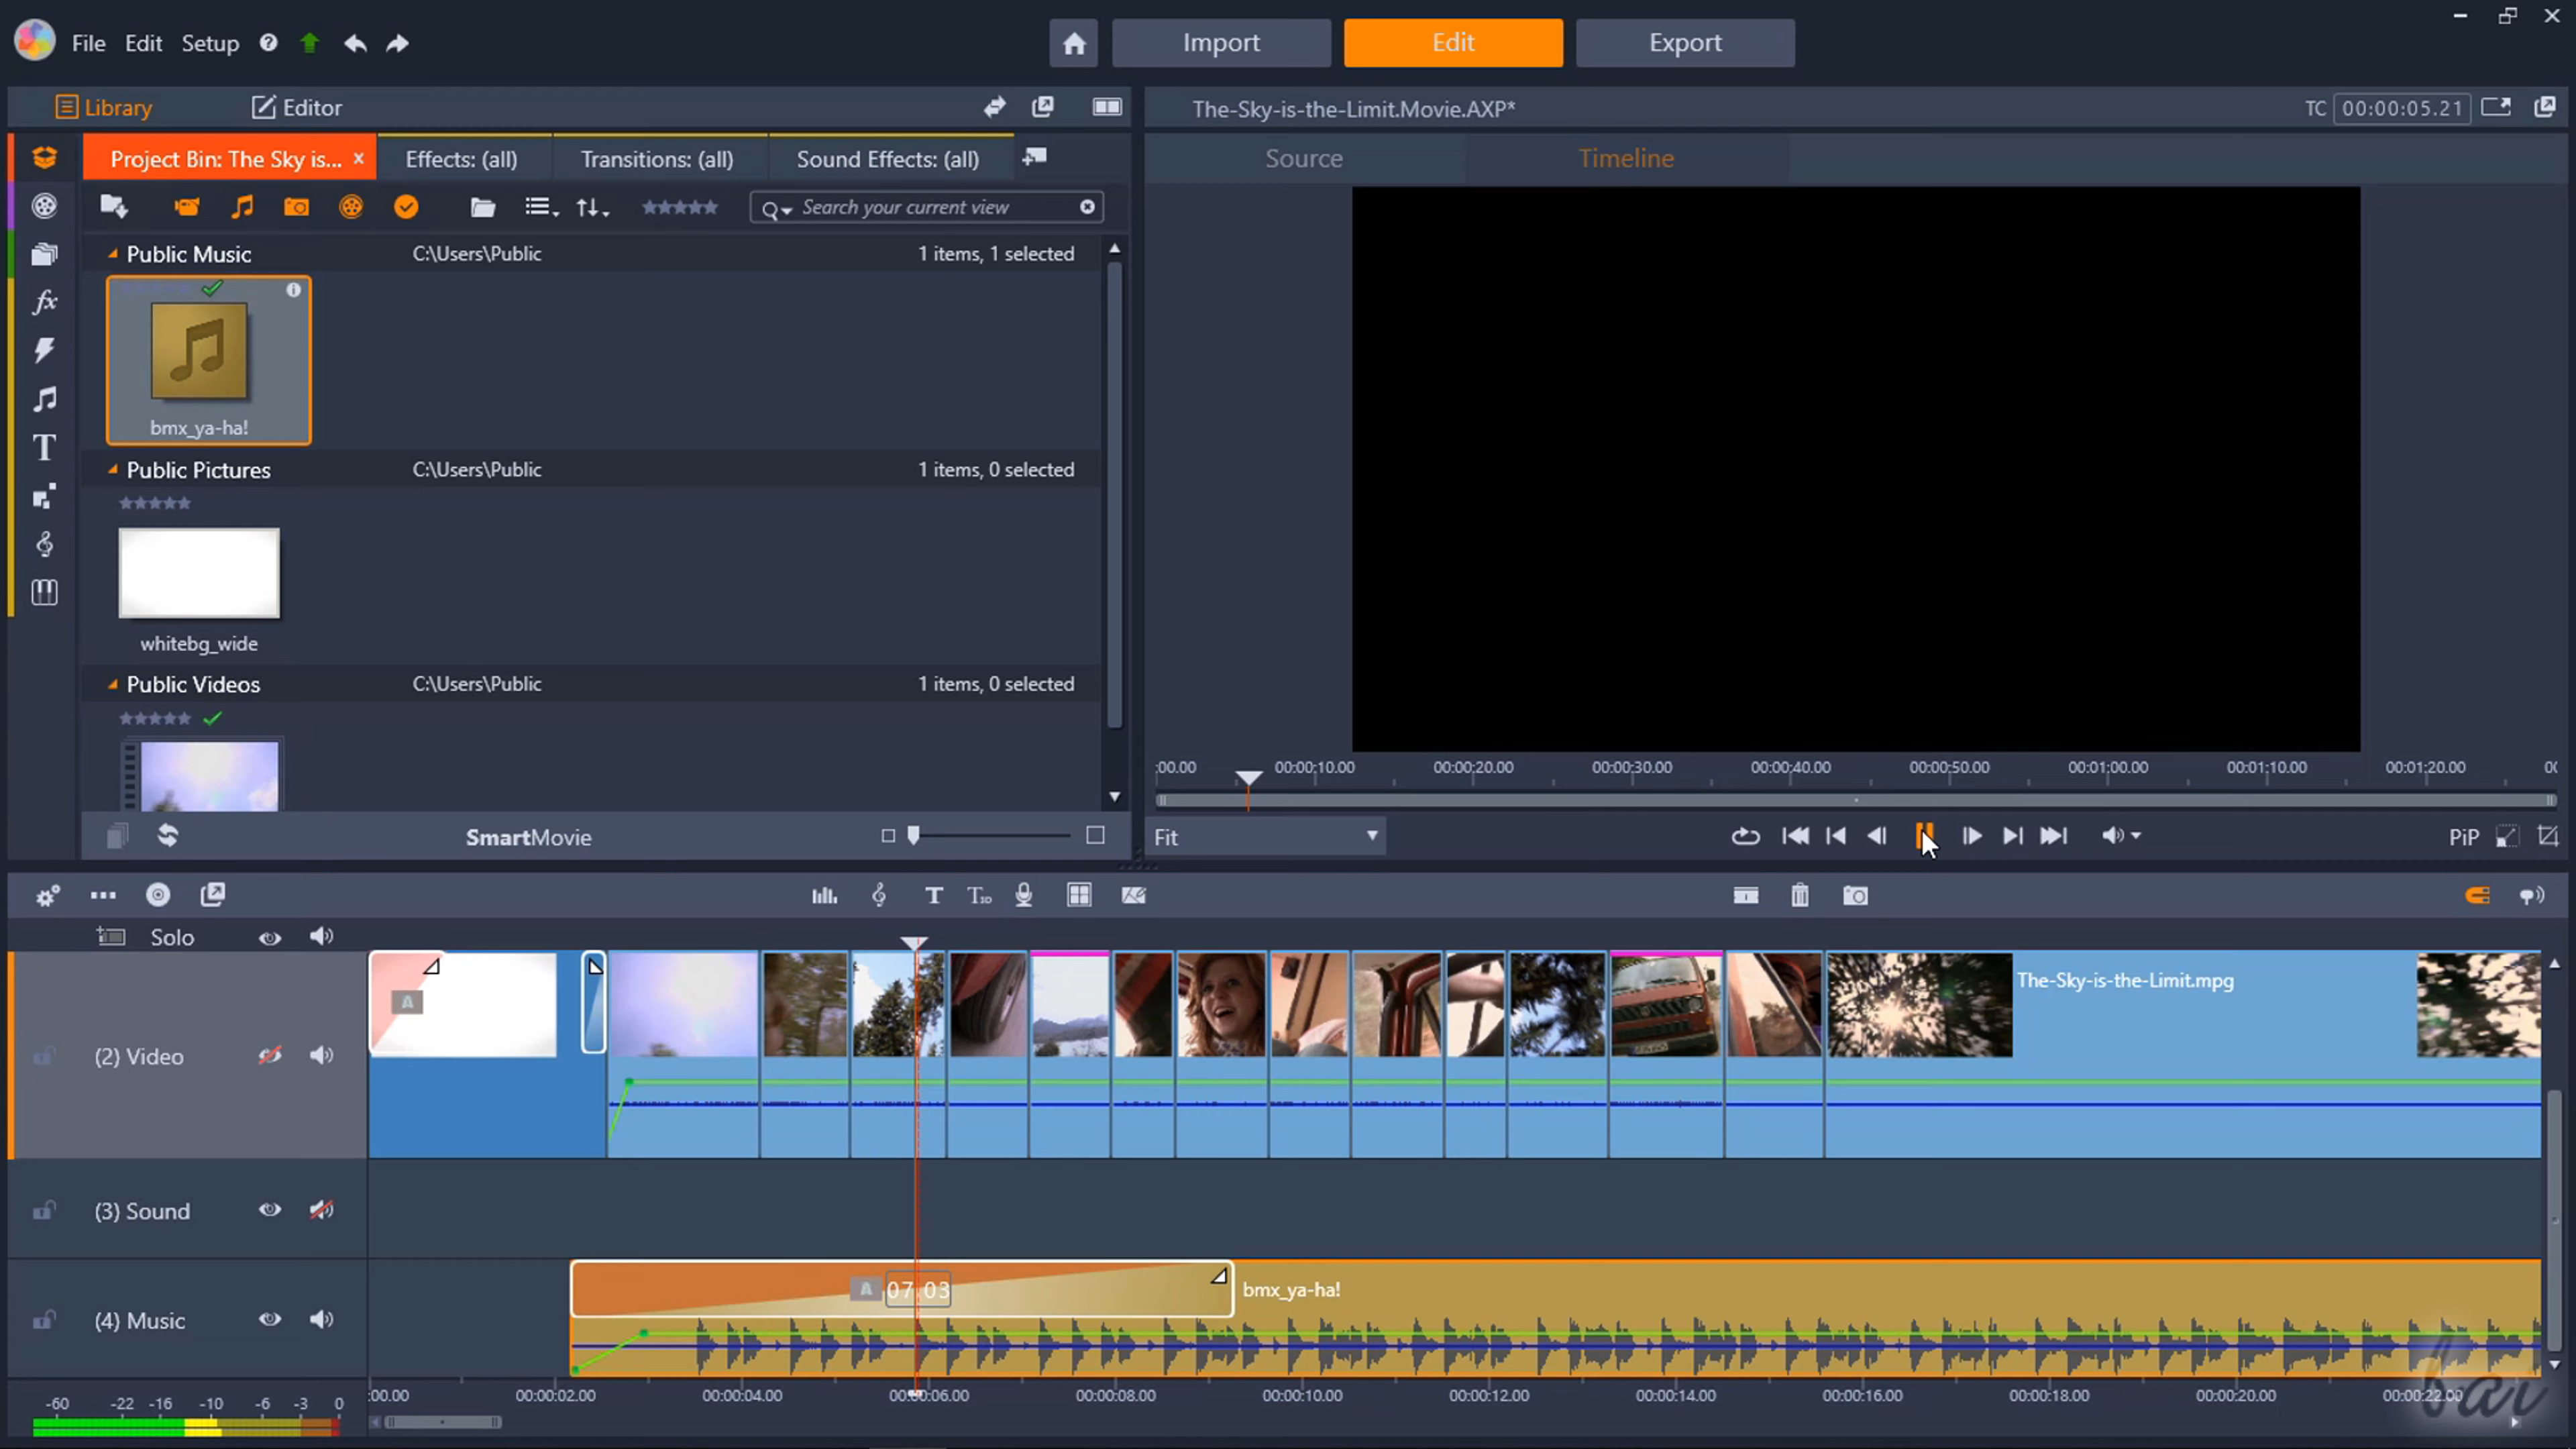 File Edit Setup
Import
Edit
Export
Library
Editor
The-Sky-is-the-Limit.Movie.AXP*
TC 00:00:05.21
Project Bin: The Sky is... ×
Effects: (all)
Transitions: (all)
Sound Effects: (all)
Source
Timeline
Search your current view
Public Music C:\Users\Public 1 items, 1 selected
bmx_ya-ha!
Public Pictures C:\Users\Public 1 items, 0 selected
whitebg_wide
Public Videos C:\Users\Public 1 items, 0 selected
SmartMovie
:00.00 00:00:10.00 00:00:20.00 00:00:30.00 00:00:40.00 00:00:50.00 00:01:00.00 00:01:10.00 00:01:20.00 00
Fit
PiP
T T3D
Solo
A
The-Sky-is-the-Limit.mpg
(2) Video
(3) Sound
A 07.03
bmx_ya-ha!
(4) Music
:00.00 00:00:02.00 00:00:04.00 00:00:06.00 00:00:08.00 00:00:10.00 00:00:12.00 00:00:14.00 00:00:16.00 00:00:18.00 00:00:20.00 00:00:22.00
-60 -22 -16 -10 -6 -3 0
bar